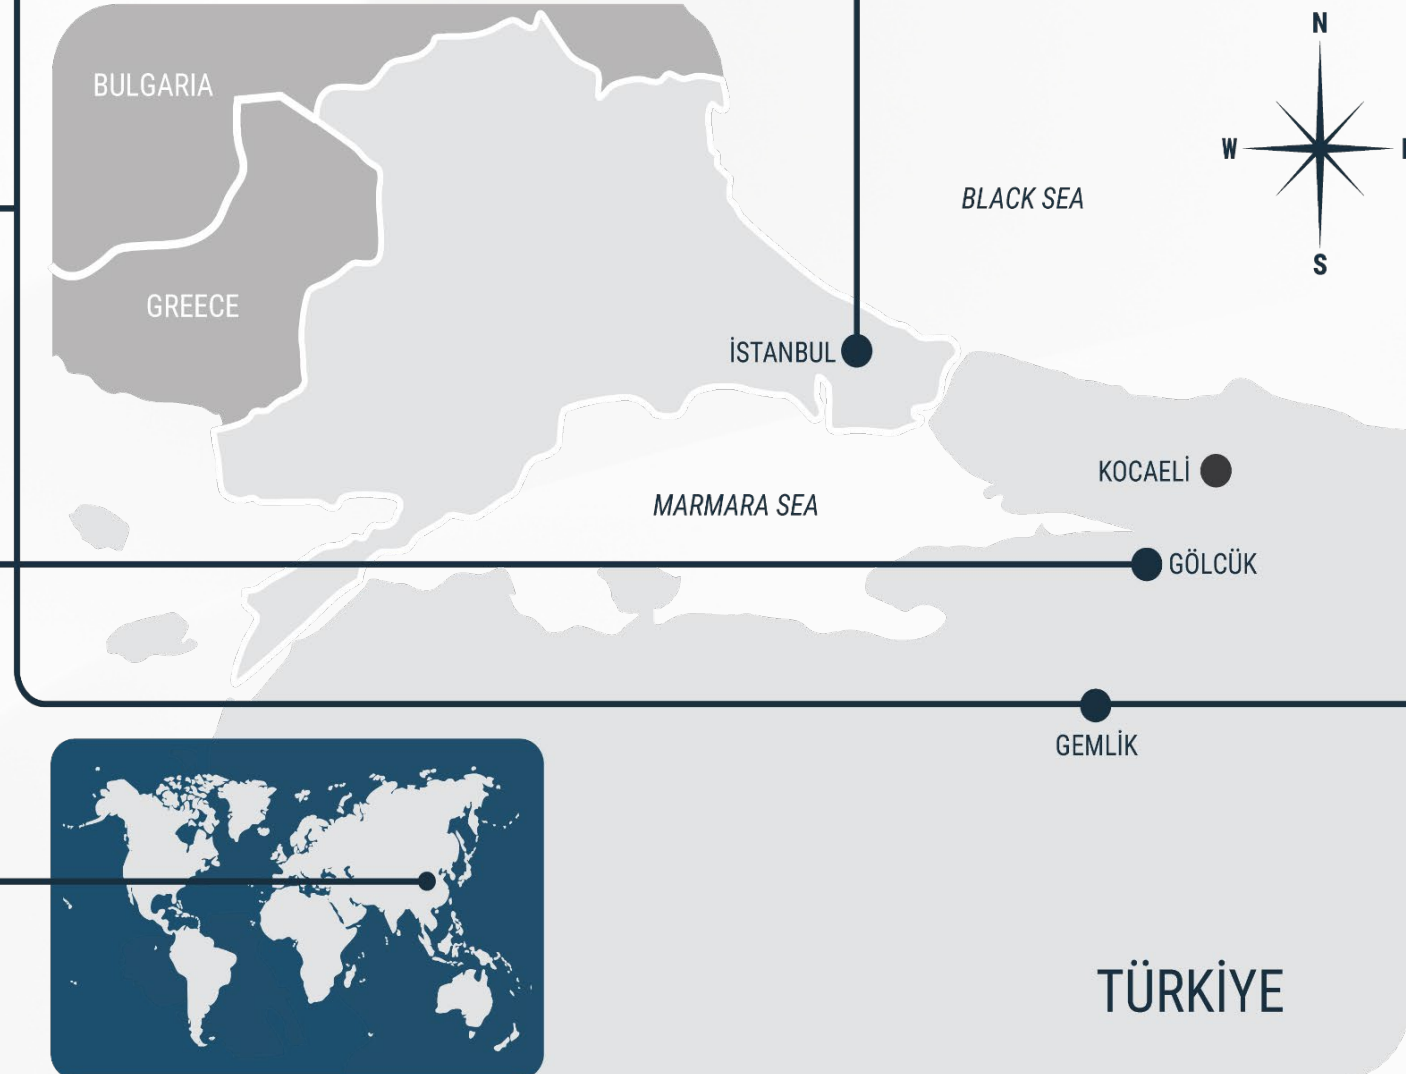 N
BULGARIA
W
BLACK SEA
S
GREECE
İSTANBUL
KOCAELİ
MARMARA SEA
GÖLCÜK
GEMLİK
TÜRKİYE